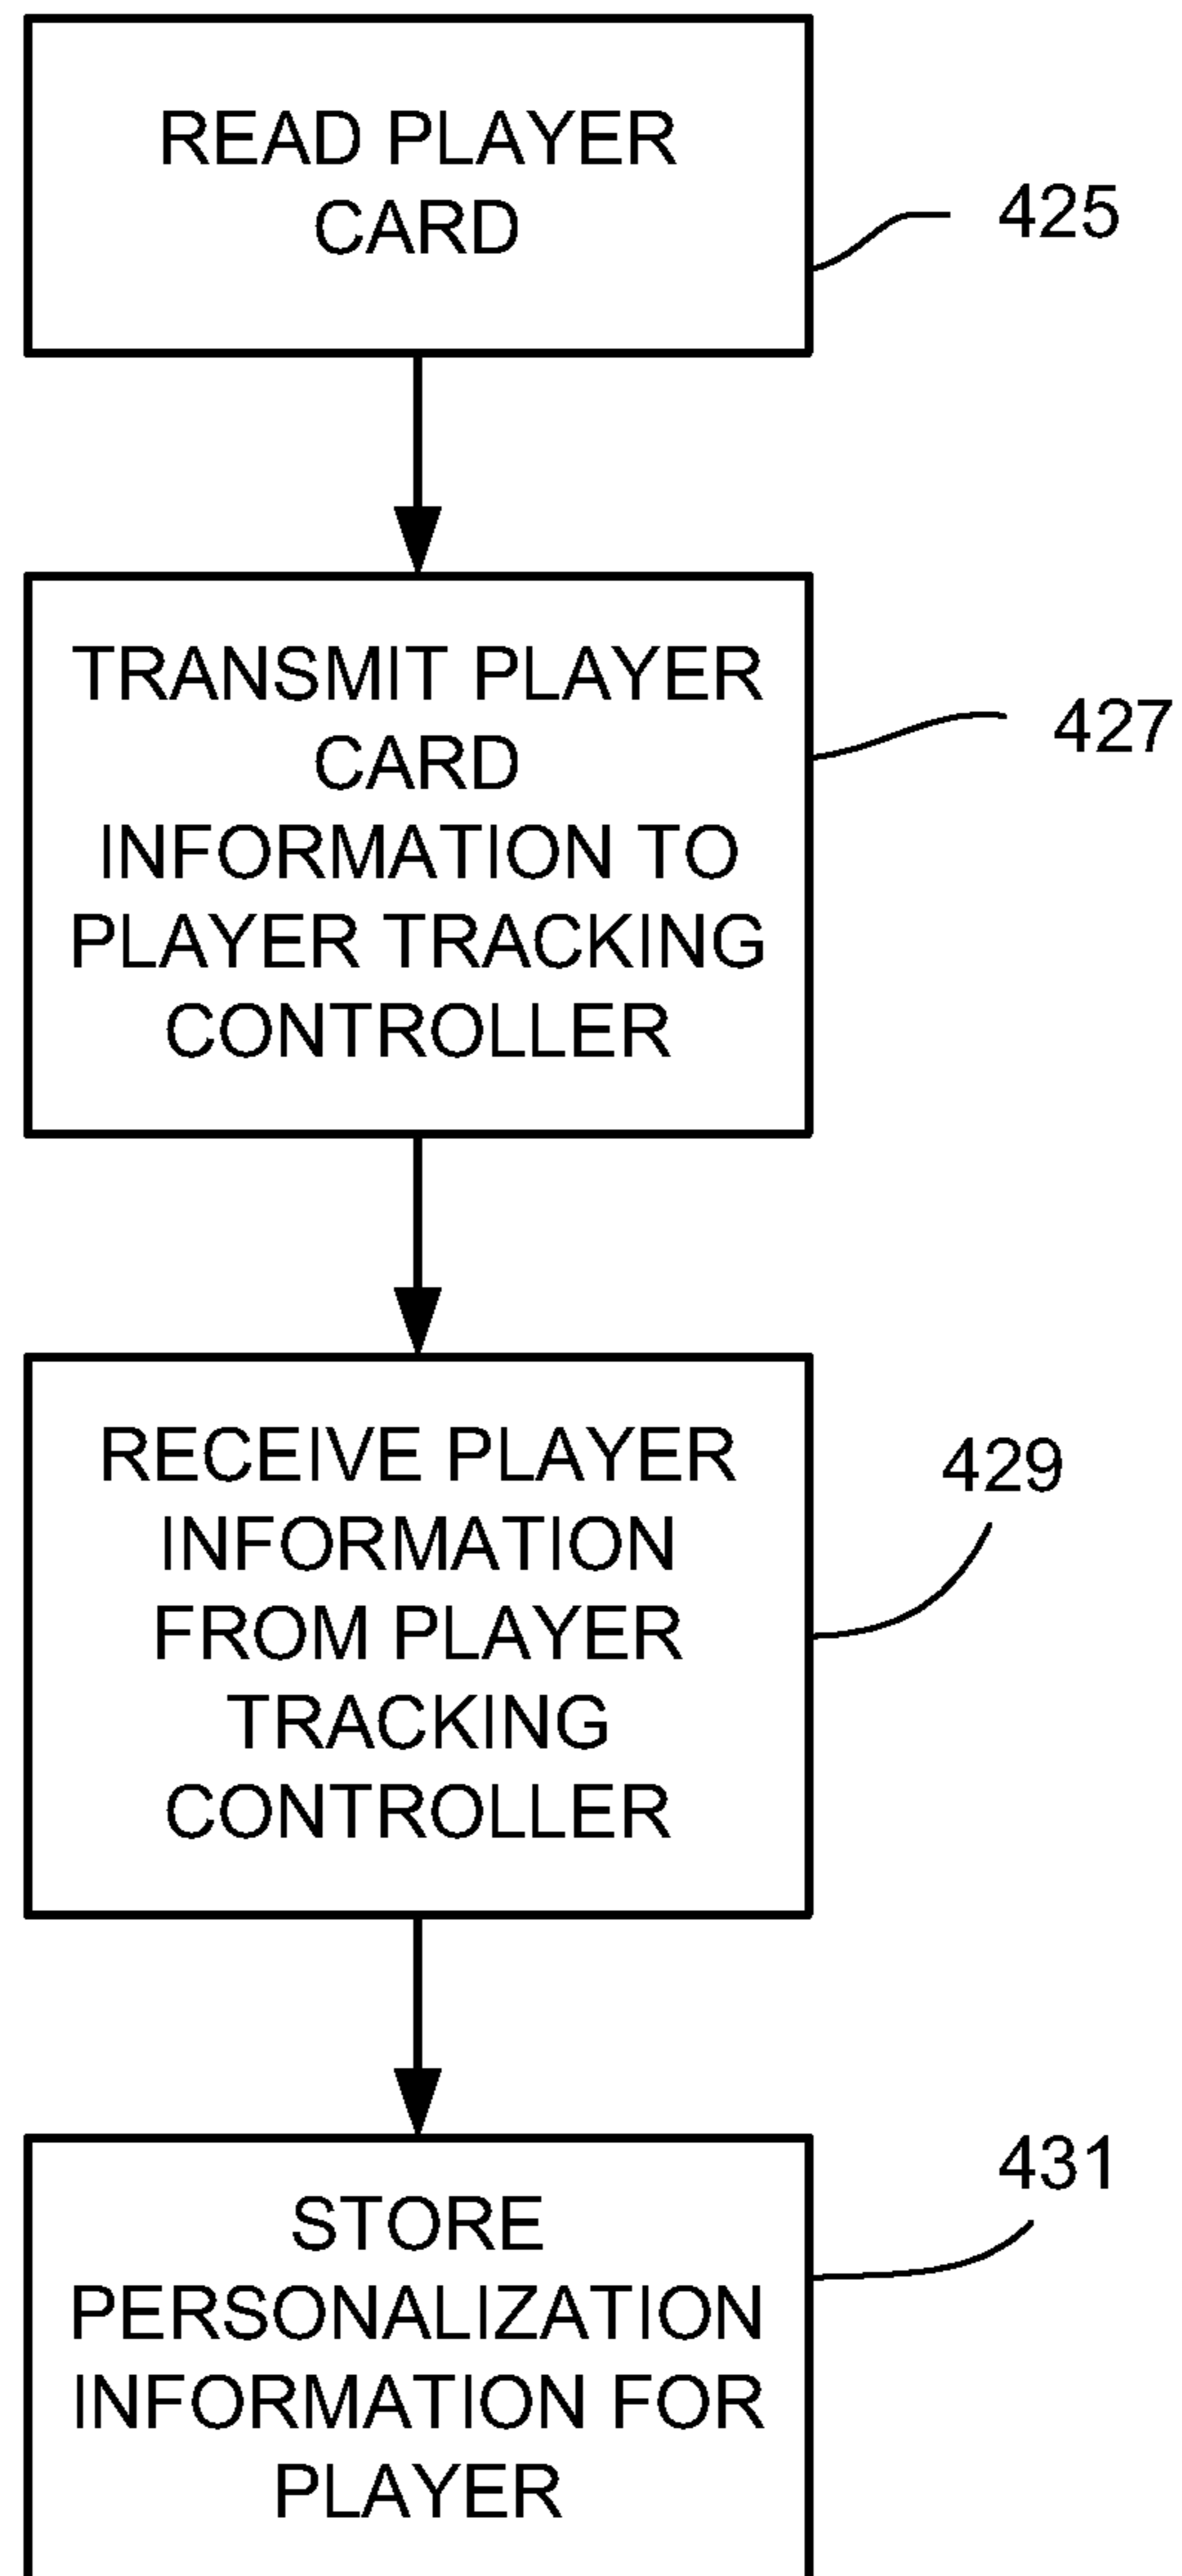 READ PLAYER
CARD
425
TRANSMIT PLAYER
CARD
INFORMATION TO
PLAYER TRACKING
CONTROLLER
427
RECEIVE PLAYER
INFORMATION
FROM PLAYER
TRACKING
CONTROLLER
429
STORE
PERSONALIZATION
INFORMATION FOR
PLAYER
431